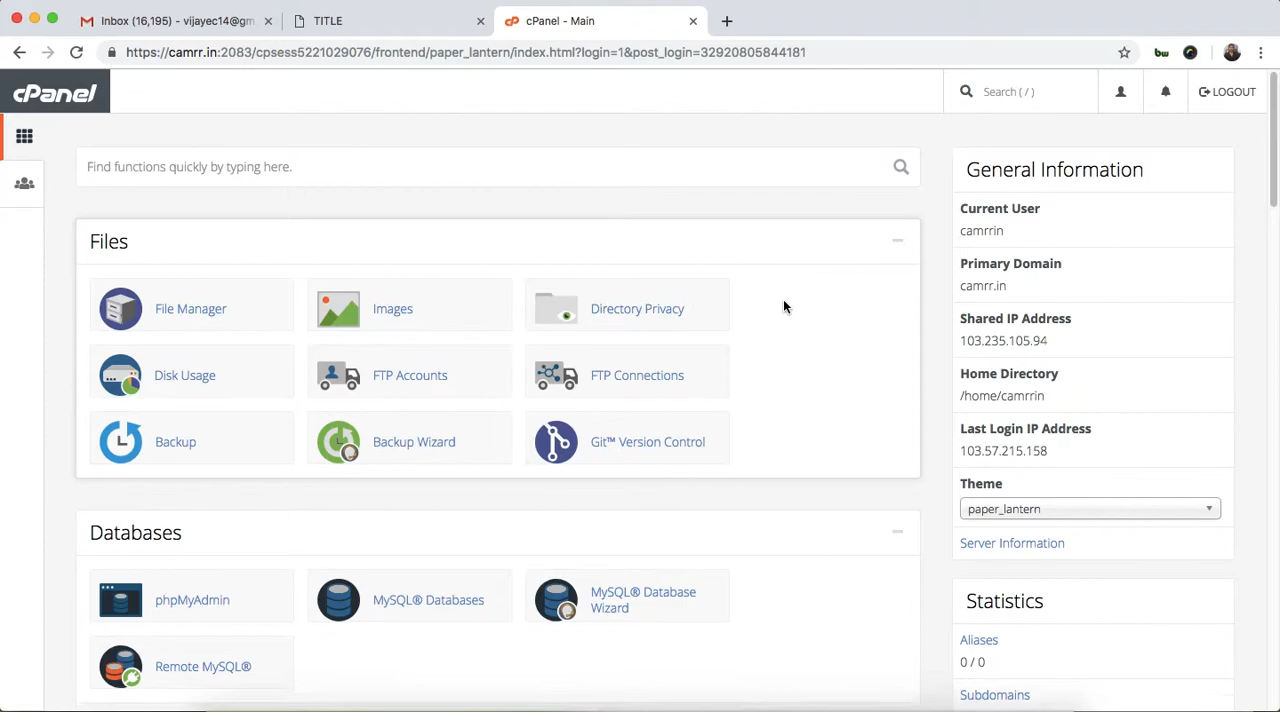 Inbox (16,195) - vijayec14@gm
TITLE
cPanel - Main
https://camrr.in:2083/cpsess5221029076/frontend/paper_lantern/index.html?login=1&post_login=32920805844181
bw
cPanel
Search ( / )
LOGOUT
Find functions quickly by typing here.
Files
File Manager
Images
Directory Privacy
Disk Usage
FTP Accounts
FTP Connections
Backup
Backup Wizard
Git™ Version Control
Databases
phpMyAdmin
MySQL® Databases
MySQL® Database
Wizard
Remote MySQL®
General Information
Current User
camrrin
Primary Domain
camrr.in
Shared IP Address
103.235.105.94
Home Directory
/home/camrrin
Last Login IP Address
103.57.215.158
Theme
paper_lantern
Server Information
Statistics
Aliases
0 / 0
Subdomains